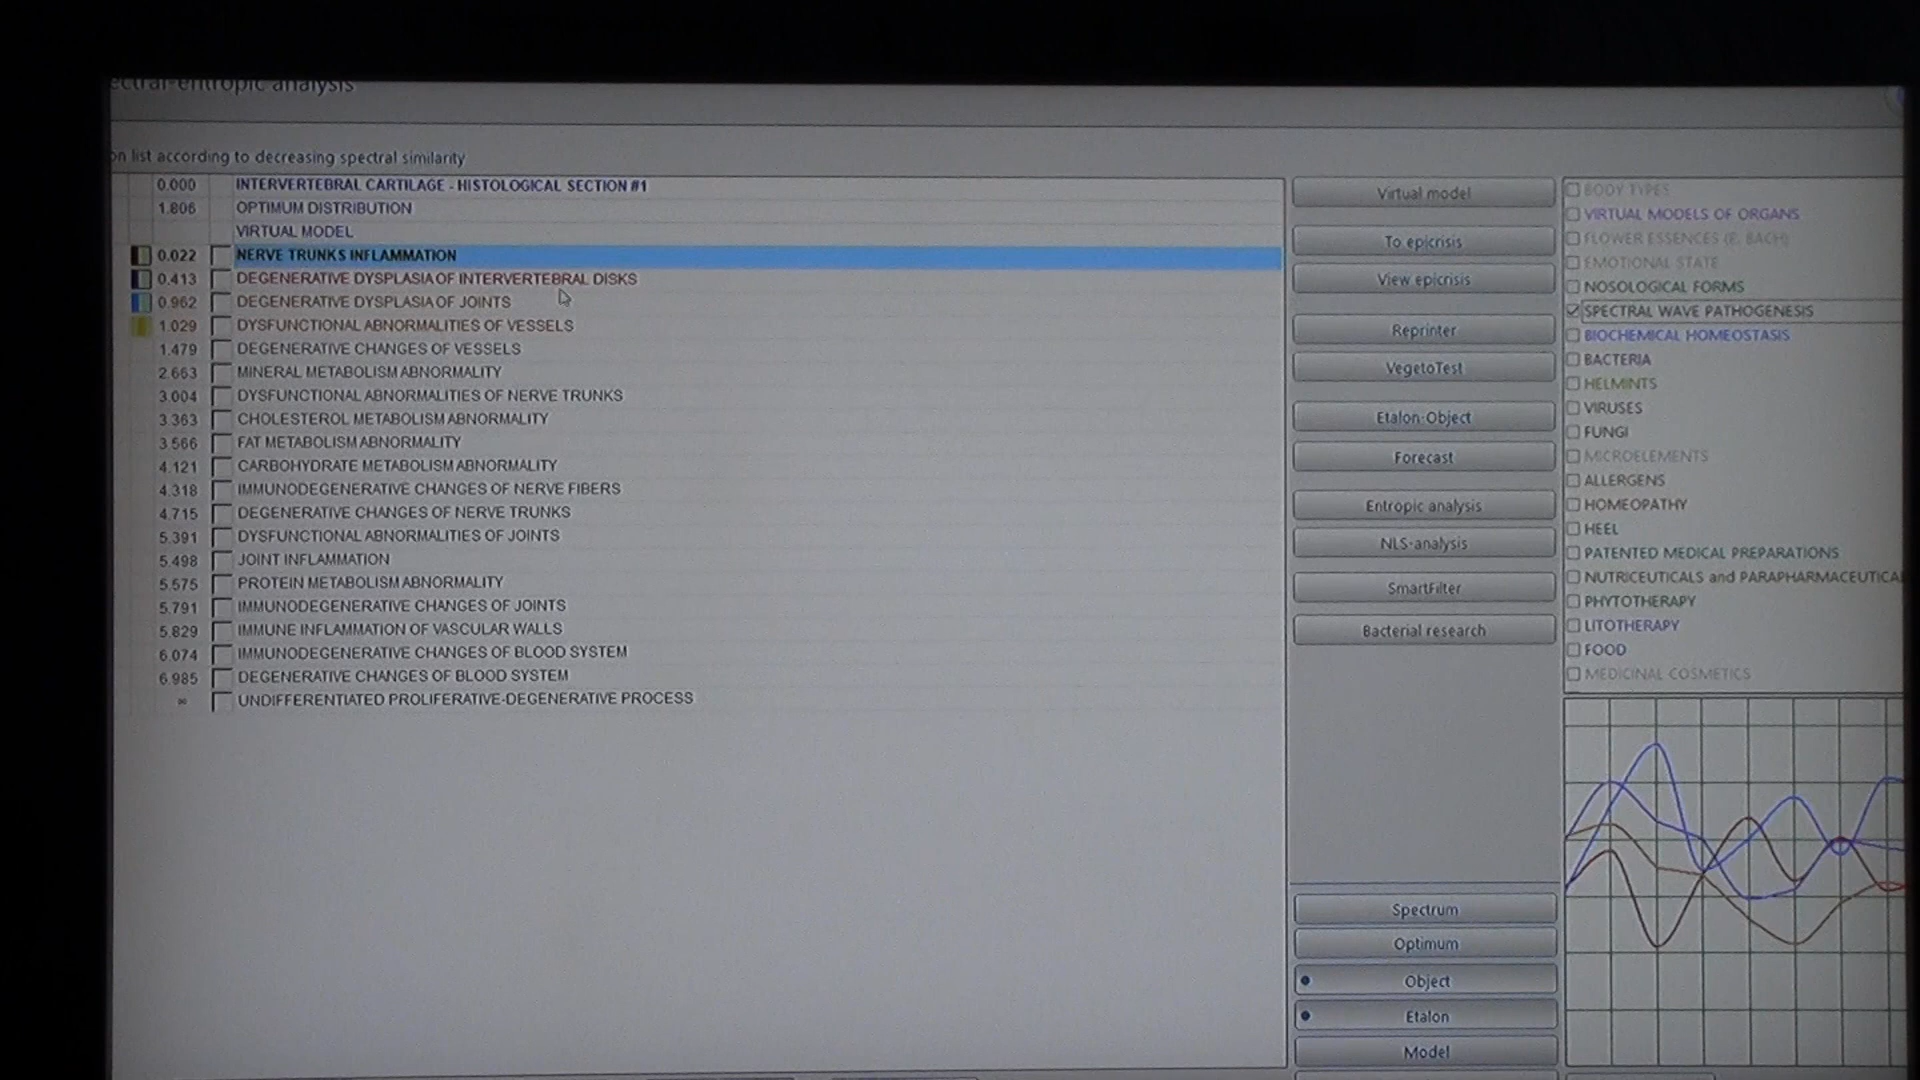 ectral-entropic analysis
on list according to decreasing spectral similarity
0.000 INTERVERTEBRAL CARTILAGE - HISTOLOGICAL SECTION #1
1.806 OPTIMUM DISTRIBUTION
VIRTUAL MODEL
0.022 NERVE TRUNKS INFLAMMATION
0.413 DEGENERATIVE DYSPLASIA OF INTERVERTEBRAL DISKS
0.962 DEGENERATIVE DYSPLASIA OF JOINTS
1.029 DYSFUNCTIONAL ABNORMALITIES OF VESSELS
1.479 DEGENERATIVE CHANGES OF VESSELS
2.663 MINERAL METABOLISM ABNORMALITY
3.004 DYSFUNCTIONAL ABNORMALITIES OF NERVE TRUNKS
3.363 CHOLESTEROL METABOLISM ABNORMALITY
3.566 FAT METABOLISM ABNORMALITY
4.121 CARBOHYDRATE METABOLISM ABNORMALITY
4.318 IMMUNODEGENERATIVE CHANGES OF NERVE FIBERS
4.715 DEGENERATIVE CHANGES OF NERVE TRUNKS
5.391 DYSFUNCTIONAL ABNORMALITIES OF JOINTS
5.498 JOINT INFLAMMATION
5.575 PROTEIN METABOLISM ABNORMALITY
5.791 IMMUNODEGENERATIVE CHANGES OF JOINTS
5.829 IMMUNE INFLAMMATION OF VASCULAR WALLS
6.074 IMMUNODEGENERATIVE CHANGES OF BLOOD SYSTEM
6.985 DEGENERATIVE CHANGES OF BLOOD SYSTEM
∞ UNDIFFERENTIATED PROLIFERATIVE-DEGENERATIVE PROCESS
Virtual model
To epicrisis
View epicrisis
Reprinter
VegetoTest
Etalon-Object
Forecast
Entropic analysis
NLS-analysis
SmartFilter
Bacterial research
Spectrum
Optimum
Object
Etalon
Model
BODY TYPES
VIRTUAL MODELS OF ORGANS
FLOWER ESSENCES (E. BACH)
EMOTIONAL STATE
NOSOLOGICAL FORMS
SPECTRAL WAVE PATHOGENESIS
BIOCHEMICAL HOMEOSTASIS
BACTERIA
HELMINTS
VIRUSES
FUNGI
MICROELEMENTS
ALLERGENS
HOMEOPATHY
HEEL
PATENTED MEDICAL PREPARATIONS
NUTRICEUTICALS and PARAPHARMACEUTICA
PHYTOTHERAPY
LITOTHERAPY
FOOD
MEDICINAL COSMETICS